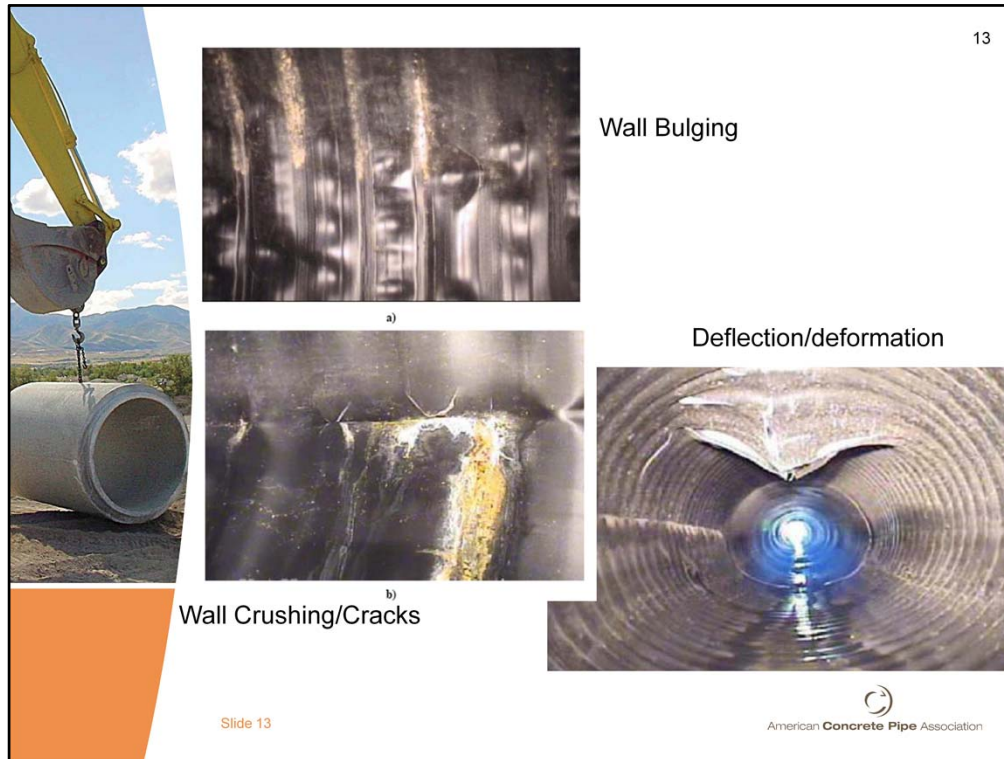 13
Wall Bulging
a)
Deflection/deformation
b)
Wall Crushing/Cracks
Slide 13
American Concrete Pipe Association